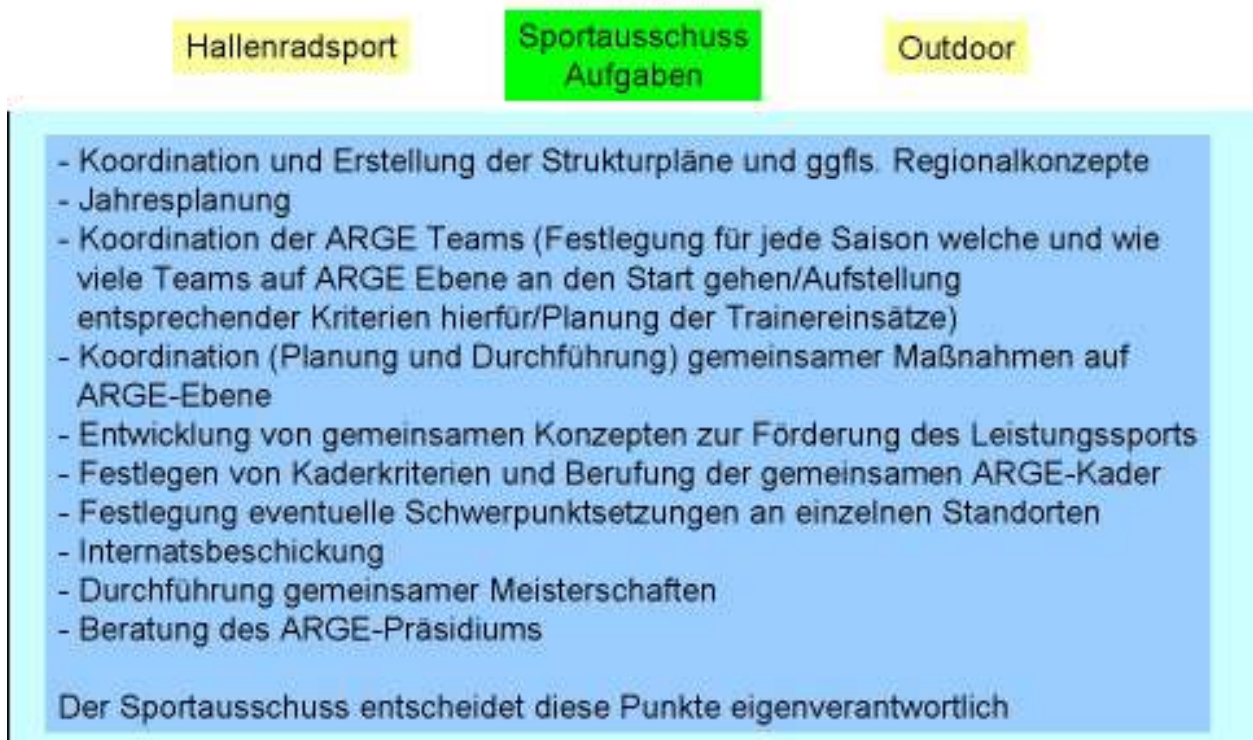 Hallenradsport
Sportausschuss
Aufgaben
Outdoor
- Koordination und Erstellung der Strukturpläne und ggfls. Regionalkonzepte
- Jahresplanung
- Koordination der ARGE Teams (Festlegung für jede Saison welche und wie
viele Teams auf ARGE Ebene an den Start gehen/Aufstellung
entsprechender Kriterien hierfür/Planung der Trainereinsätze)
- Koordination (Planung und Durchführung) gemeinsamer Maßnahmen auf
ARGE-Ebene
- Entwicklung von gemeinsamen Konzepten zur Förderung des Leistungssports
- Festlegen von Kaderkriterien und Berufung der gemeinsamen ARGE-Kader
- Festlegung eventuelle Schwerpunktsetzungen an einzelnen Standorten
- Internatsbeschickung
- Durchführung gemeinsamer Meisterschaften
- Beratung des ARGE-Präsidiums
Der Sportausschuss entscheidet diese Punkte eigenverantwortlich